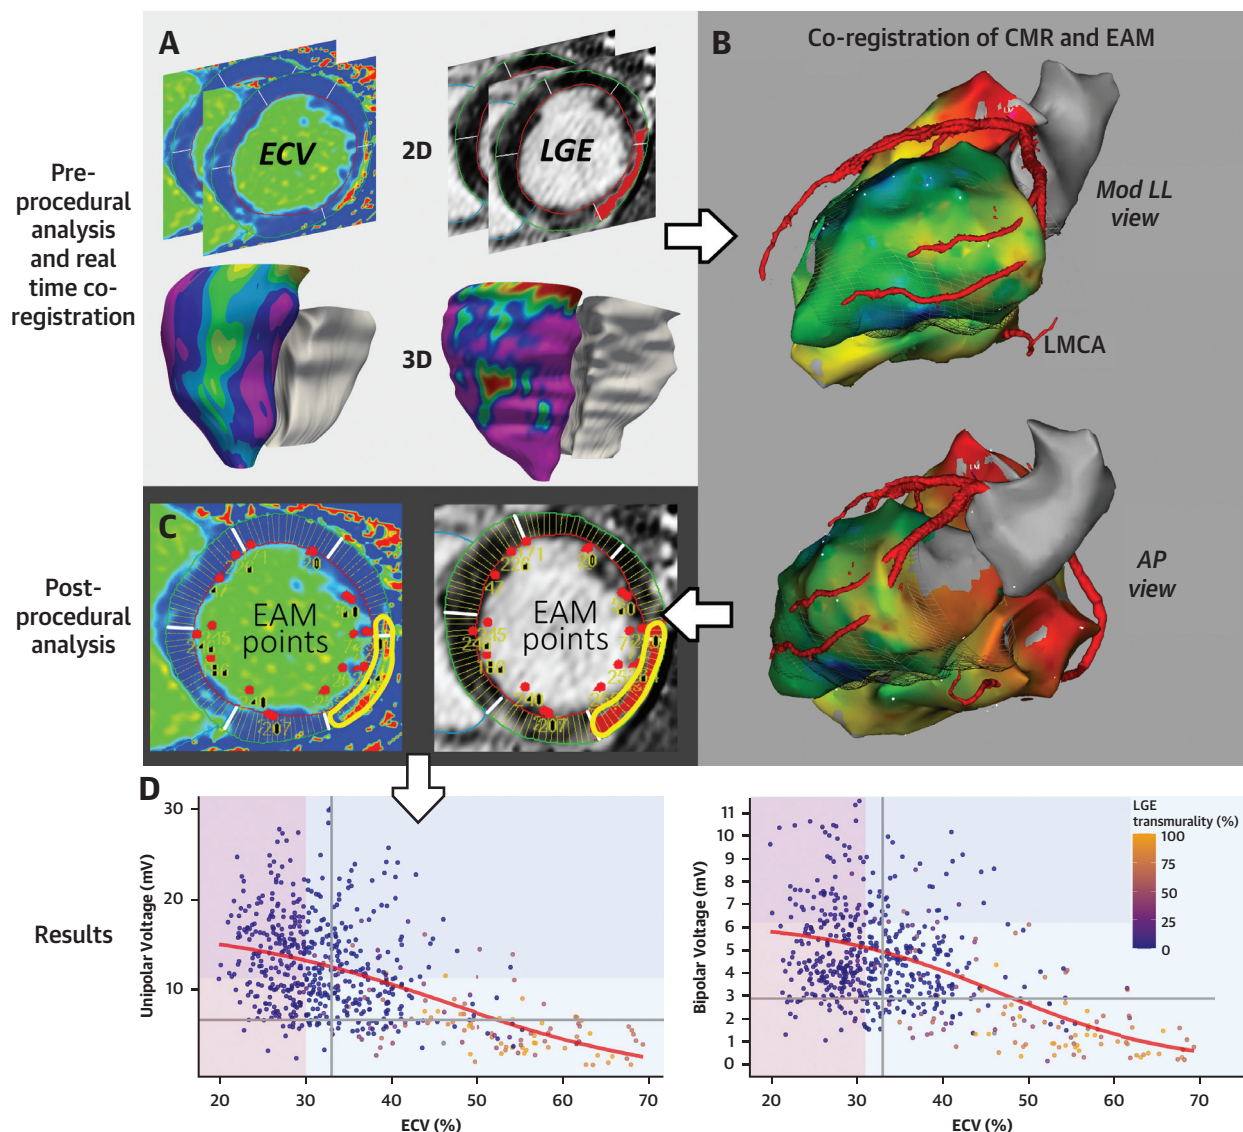 A
B
Co-registration of CMR and EAM
ECV
2D
LGE
Pre-
procedural
analysis
and real
time co-
registration
Mod LL
view
3D
LMCA
C
Post-
procedural
analysis
EAM
points
EAM
points
AP
view
D
Results
Unipolar Voltage (mV)
30
20
10
20 30 40 50 60 70
ECV (%)
Bipolar Voltage (mV)
11
10
9
8
7
6
5
4
3
2
1
0
20 30 40 50 60 70
ECV (%)
LGE
transmurality (%)
100
75
50
25
0